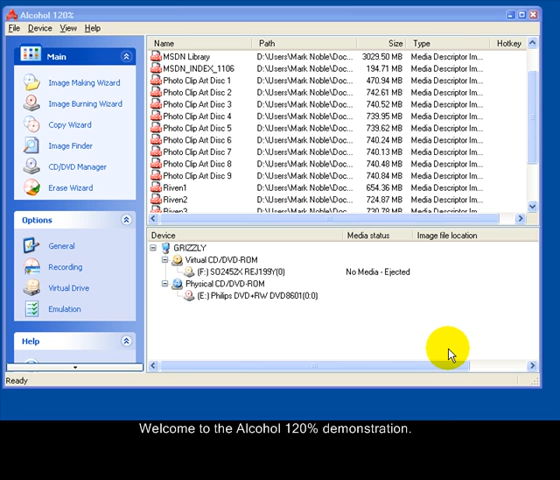 Alcohol 120%
File Device View Help
Main
Image Making Wizard
Image Burning Wizard
Copy Wizard
Image Finder
CD/DVD Manager
Erase Wizard
Options
General
Recording
Virtual Drive
Emulation
Help
Name Path Size Type Hotkey
MSDN Library D:\Users\Mark Noble\Doc... 3029.50 MB Media Descriptor Im...
MSDN_INDEX_1106 D:\Users\Mark Noble\Doc... 194.71 MB Media Descriptor Im...
Photo Clip Art Disc 1 D:\Users\Mark Noble\Doc... 470.94 MB Media Descriptor Im...
Photo Clip Art Disc 2 D:\Users\Mark Noble\Doc... 742.61 MB Media Descriptor Im...
Photo Clip Art Disc 3 D:\Users\Mark Noble\Doc... 740.52 MB Media Descriptor Im...
Photo Clip Art Disc 4 D:\Users\Mark Noble\Doc... 739.95 MB Media Descriptor Im...
Photo Clip Art Disc 5 D:\Users\Mark Noble\Doc... 739.62 MB Media Descriptor Im...
Photo Clip Art Disc 6 D:\Users\Mark Noble\Doc... 740.24 MB Media Descriptor Im...
Photo Clip Art Disc 7 D:\Users\Mark Noble\Doc... 740.13 MB Media Descriptor Im...
Photo Clip Art Disc 8 D:\Users\Mark Noble\Doc... 740.48 MB Media Descriptor Im...
Photo Clip Art Disc 9 D:\Users\Mark Noble\Doc... 740.84 MB Media Descriptor Im...
Riven1 D:\Users\Mark Noble\Doc... 654.36 MB Media Descriptor Im...
Riven2 D:\Users\Mark Noble\Doc... 724.87 MB Media Descriptor Im...
Riven3 D:\Users\Mark Noble\Doc... 730.78 MB Media Descriptor Im...
Device Media status Image file location
GRIZZLY
Virtual CD/DVD-ROM
(F:) SO2452X REJ199Y(0) No Media - Ejected
Physical CD/DVD-ROM
(E:) Philips DVD+RW DVD8601(0:0)
Ready
Welcome to the Alcohol 120% demonstration.